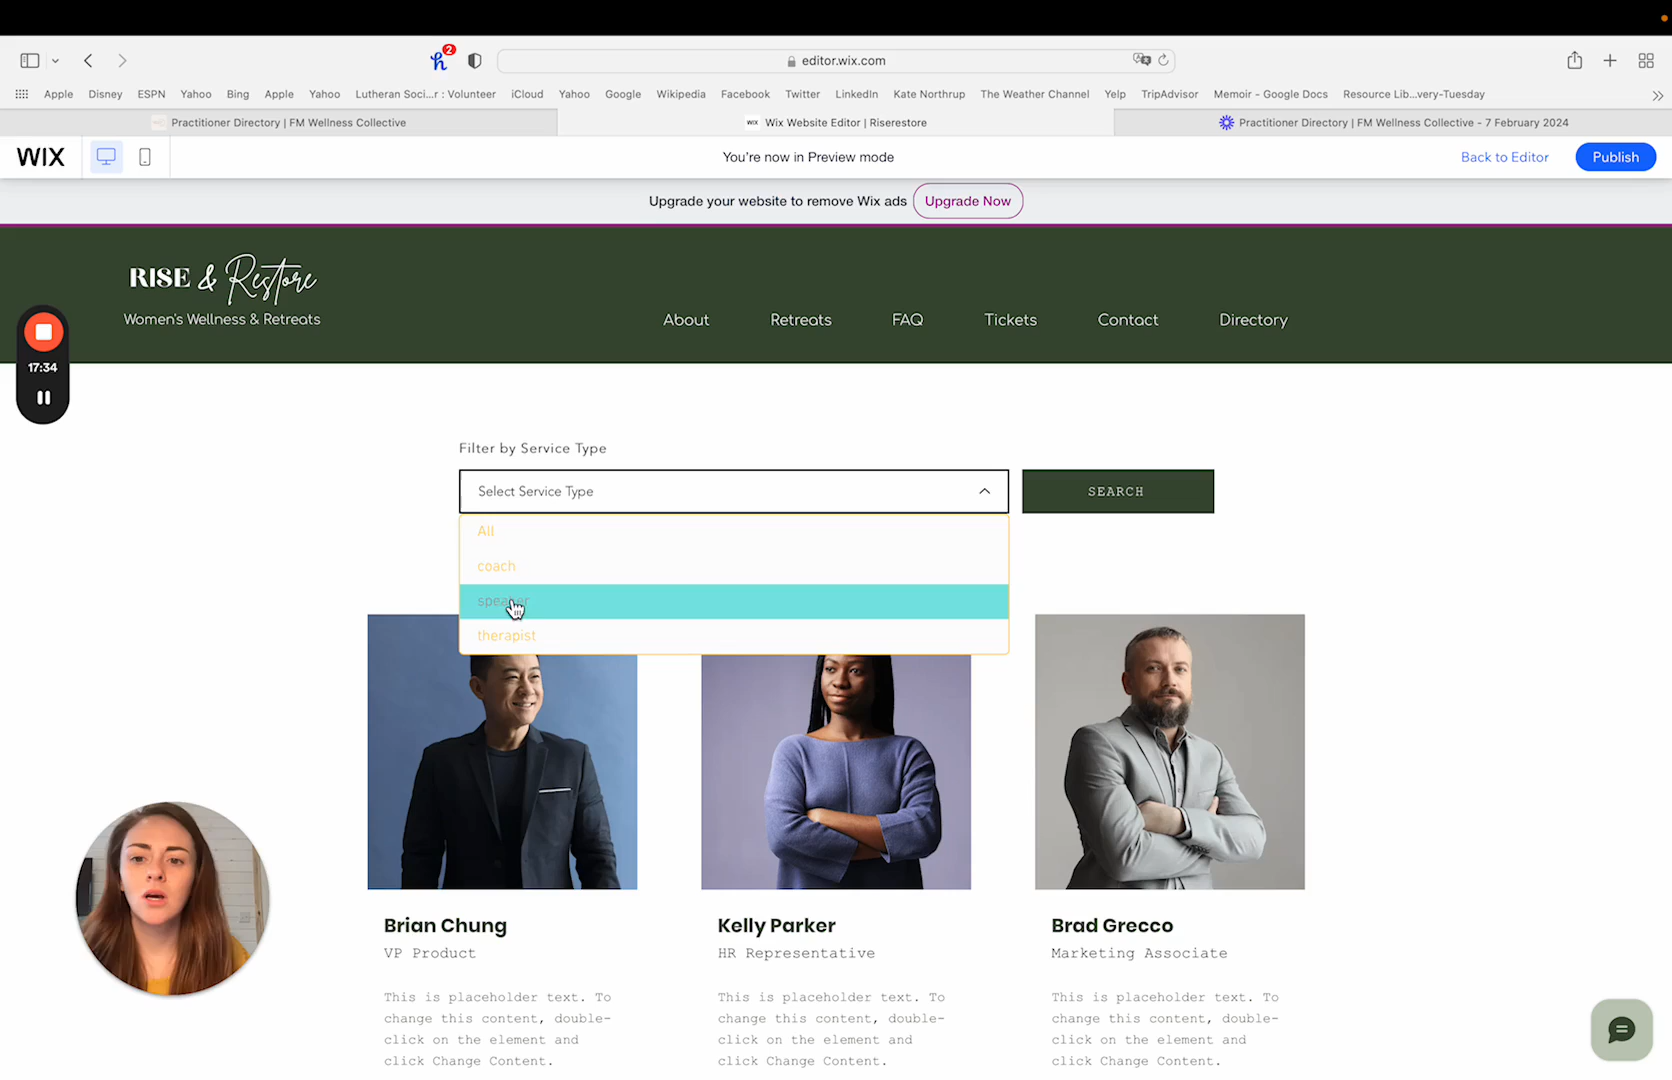 2
editor.wix.com
Apple Disney ESPN Yahoo Bing Apple Yahoo Lutheran Soci...r : Volunteer iCloud Yahoo Google Wikipedia Facebook Twitter LinkedIn Kate Northrup The Weather Channel Yelp TripAdvisor Memoir - Google Docs Resource Lib...very-Tuesday
Practitioner Directory | FM Wellness Collective
WIX Wix Website Editor | Riserestore
Practitioner Directory | FM Wellness Collective - 7 February 2024
WIX
You're now in Preview mode
Back to Editor
Publish
Upgrade your website to remove Wix ads
Upgrade Now
RISE & Restore
Women's Wellness & Retreats
About Retreats FAQ Tickets Contact Directory
17:34
Filter by Service Type
Select Service Type
SEARCH
All
coach
speaker
therapist
Brian Chung
VP Product
This is placeholder text. To
change this content, double-
click on the element and
click Change Content.
Kelly Parker
HR Representative
This is placeholder text. To
change this content, double-
click on the element and
click Change Content.
Brad Grecco
Marketing Associate
This is placeholder text. To
change this content, double-
click on the element and
click Change Content.